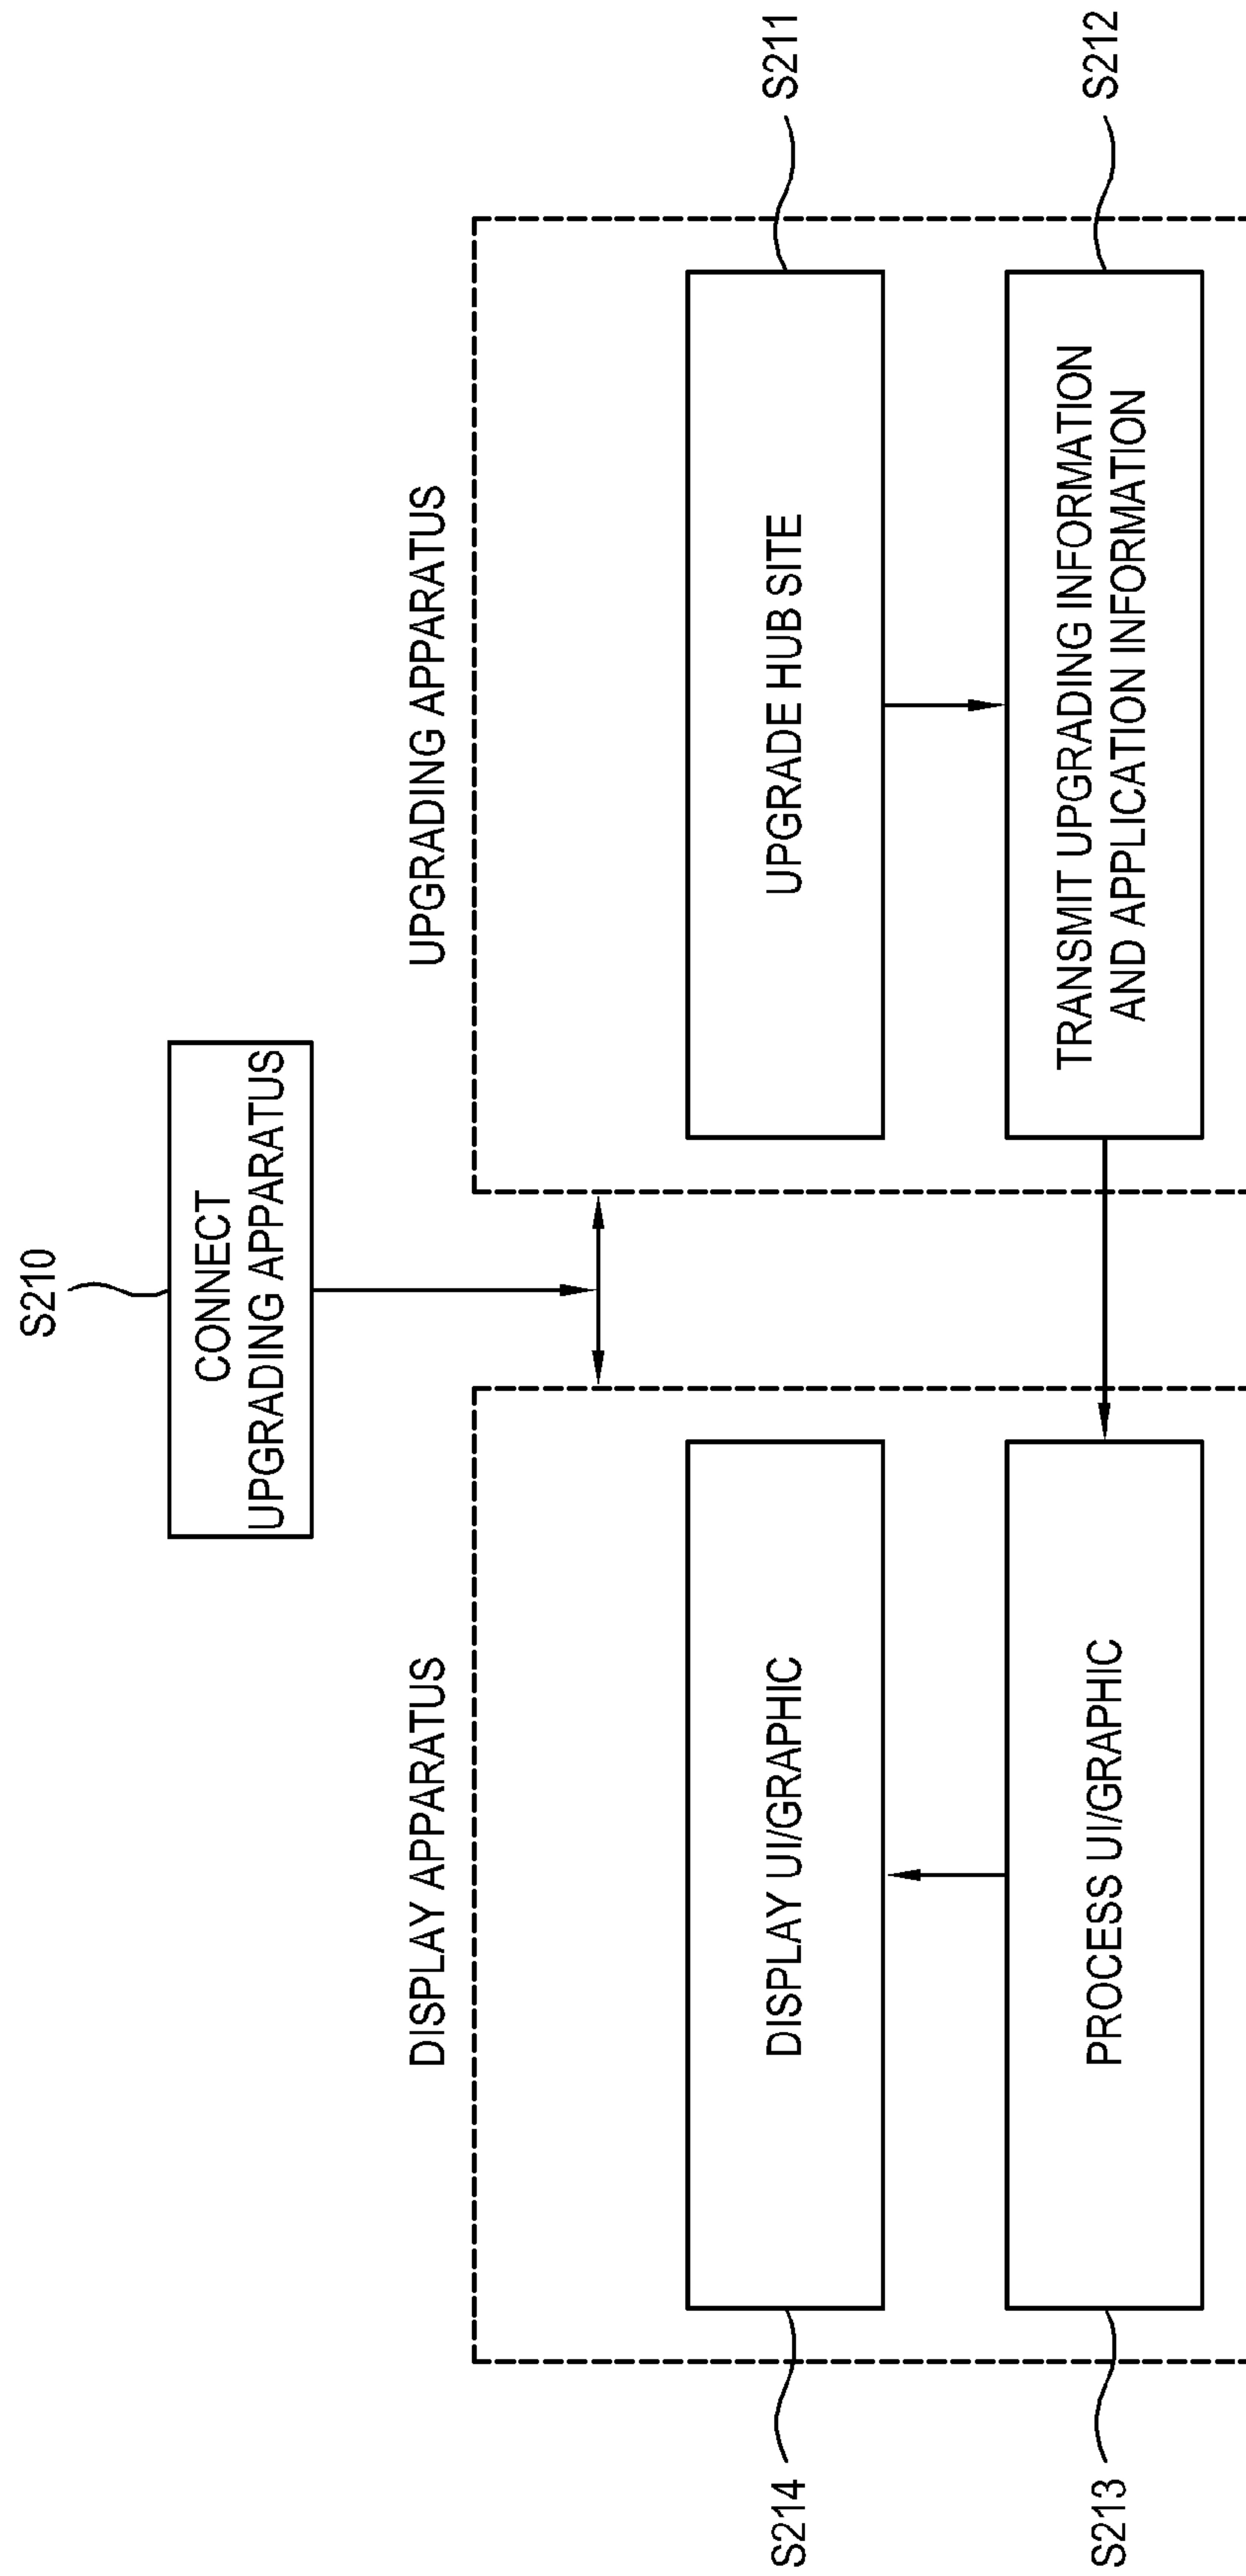 S210
CONNECT
UPGRADING APPARATUS
DISPLAY APPARATUS
UPGRADING APPARATUS
S214
DISPLAY UI/GRAPHIC
UPGRADE HUB SITE
S211
S213
PROCESS UI/GRAPHIC
TRANSMIT UPGRADING INFORMATION
AND APPLICATION INFORMATION
S212